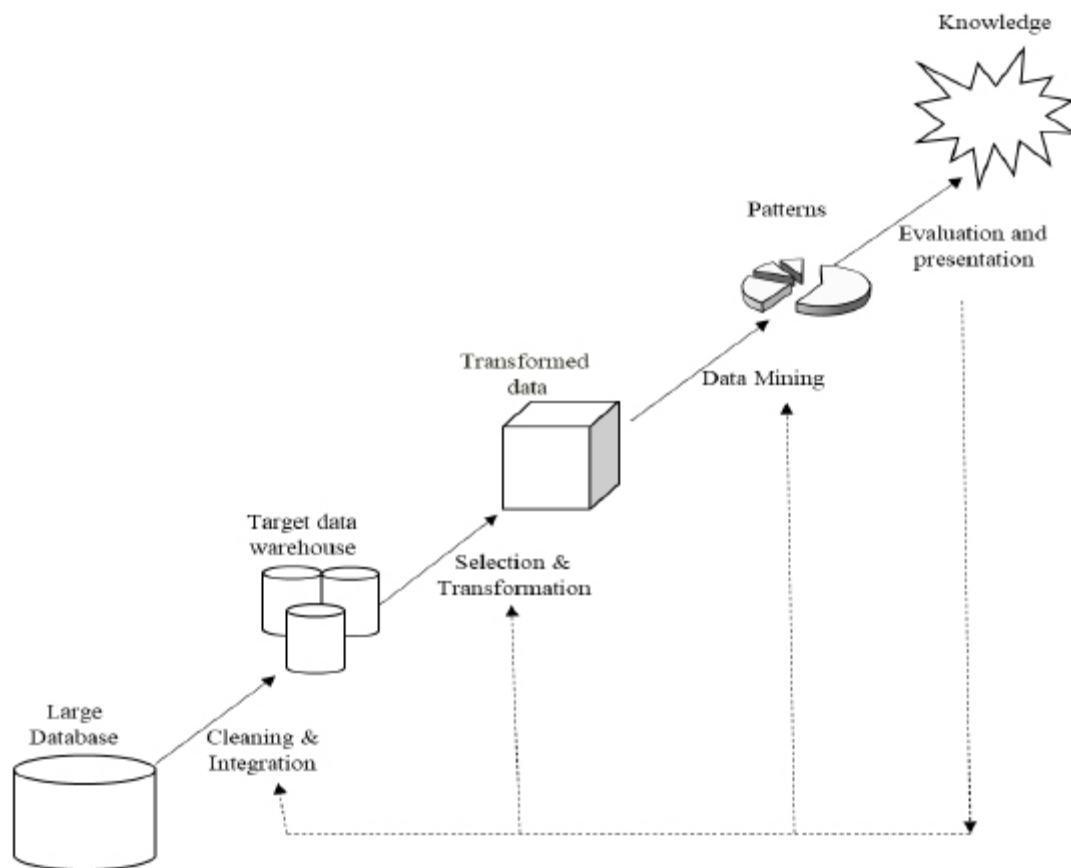 Knowledge
Patterns
Evaluation and
presentation
Transformed
data
Data Mining
Target data
warehouse
Selection &
Transformation
Large
Database
Cleaning &
Integration